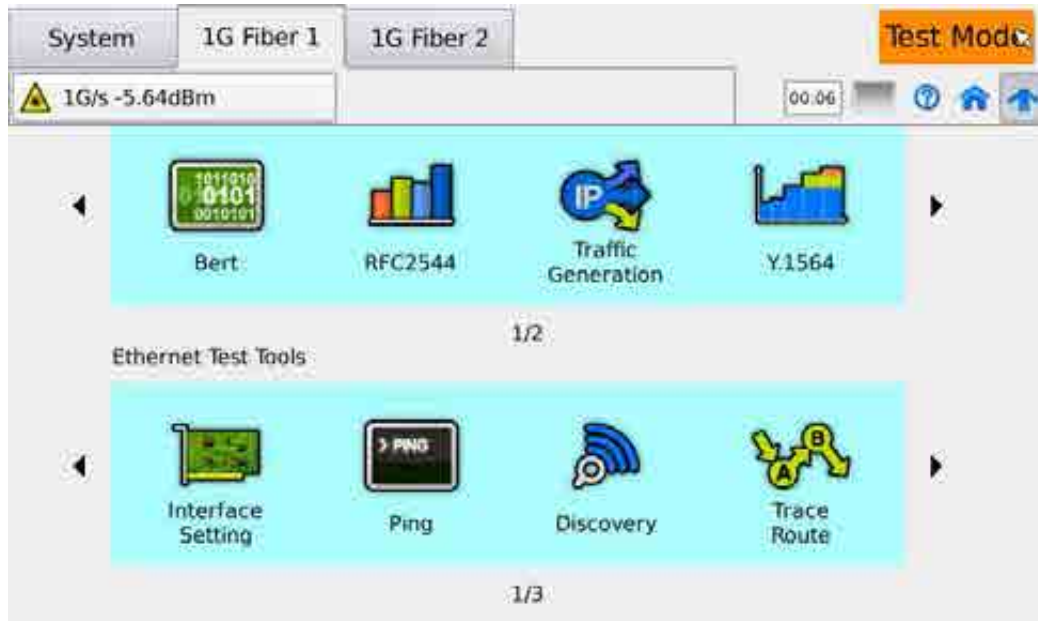 System
1G Fiber 1
1G Fiber 2
Test Mode
1G/s -5.64dBm
00:06
1011010
0101
0010101
Bert
RFC2544
IP
Traffic
Generation
Y.1564
1/2
Ethernet Test Tools
Interface
Setting
> PING
Ping
Discovery
A
B
Trace
Route
1/3